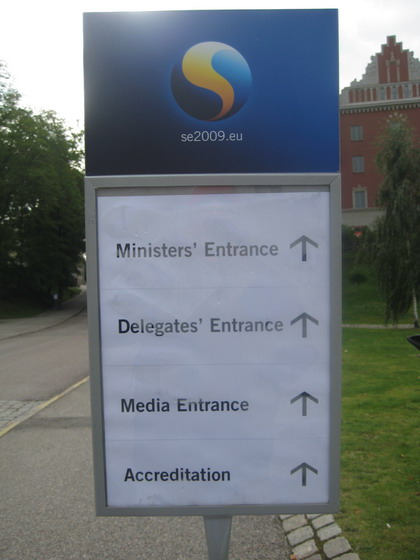 se2009.eu
Ministers' Entrance ↑
Delegates' Entrance ↑
Media Entrance ↑
Accreditation ↑